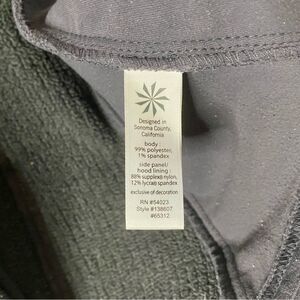 Designed in
Sonoma County,
California
body :
99% polyester,
1% spandex
side panel/
hood lining :
88% supplex® nylon,
12% lycra® spandex
exclusive of decoration
RN #54023
Style #138607
#65312